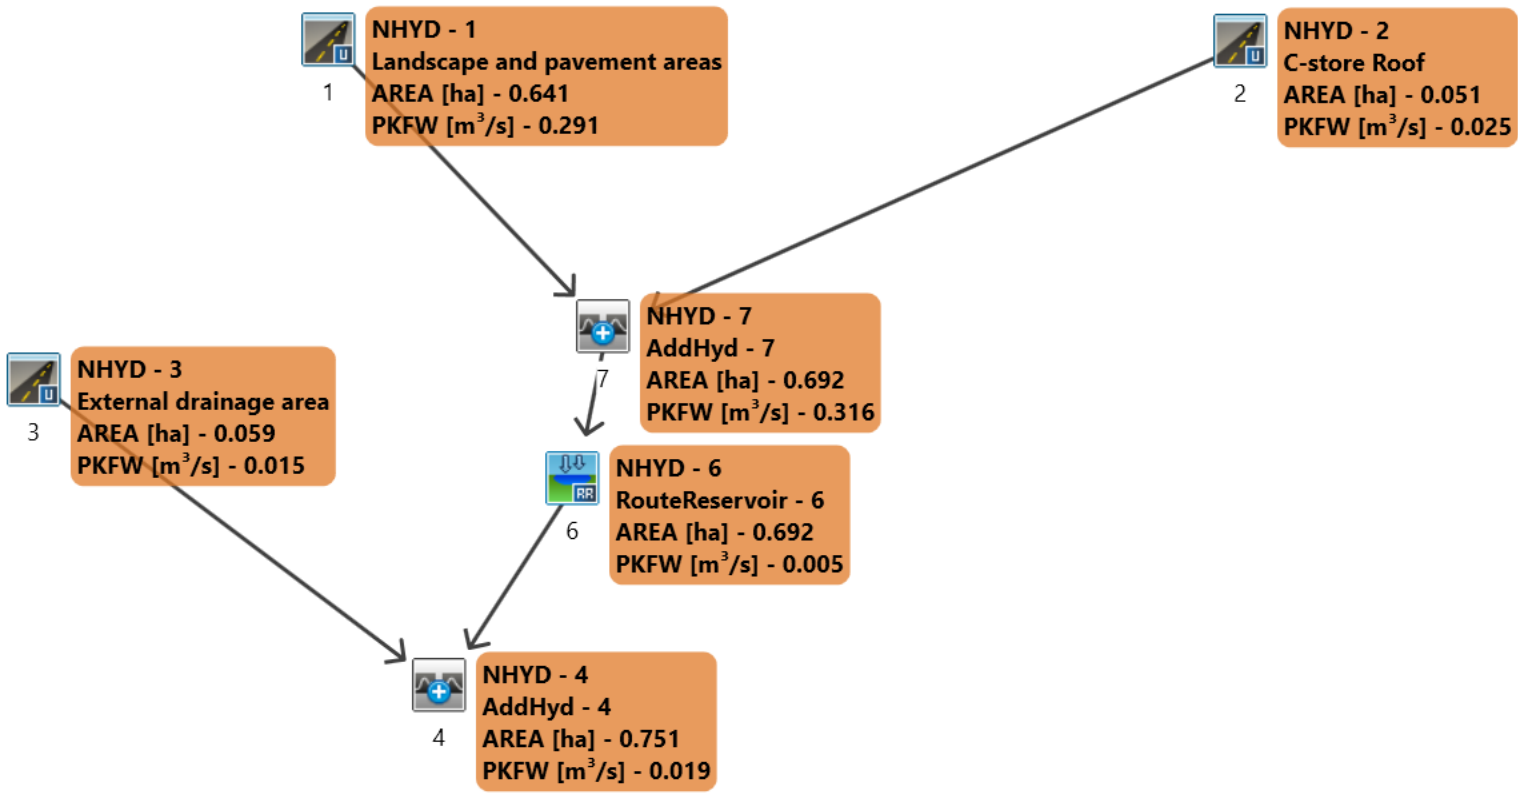 NHYD - 1
Landscape and pavement areas
AREA [ha] - 0.641
PKFW [m³/s] - 0.291
U
1
NHYD - 2
C-store Roof
AREA [ha] - 0.051
PKFW [m³/s] - 0.025
U
2
NHYD - 7
AddHyd - 7
AREA [ha] - 0.692
PKFW [m³/s] - 0.316
7
NHYD - 3
External drainage area
AREA [ha] - 0.059
PKFW [m³/s] - 0.015
U
3
NHYD - 6
RouteReservoir - 6
AREA [ha] - 0.692
PKFW [m³/s] - 0.005
RR
6
NHYD - 4
AddHyd - 4
AREA [ha] - 0.751
PKFW [m³/s] - 0.019
4